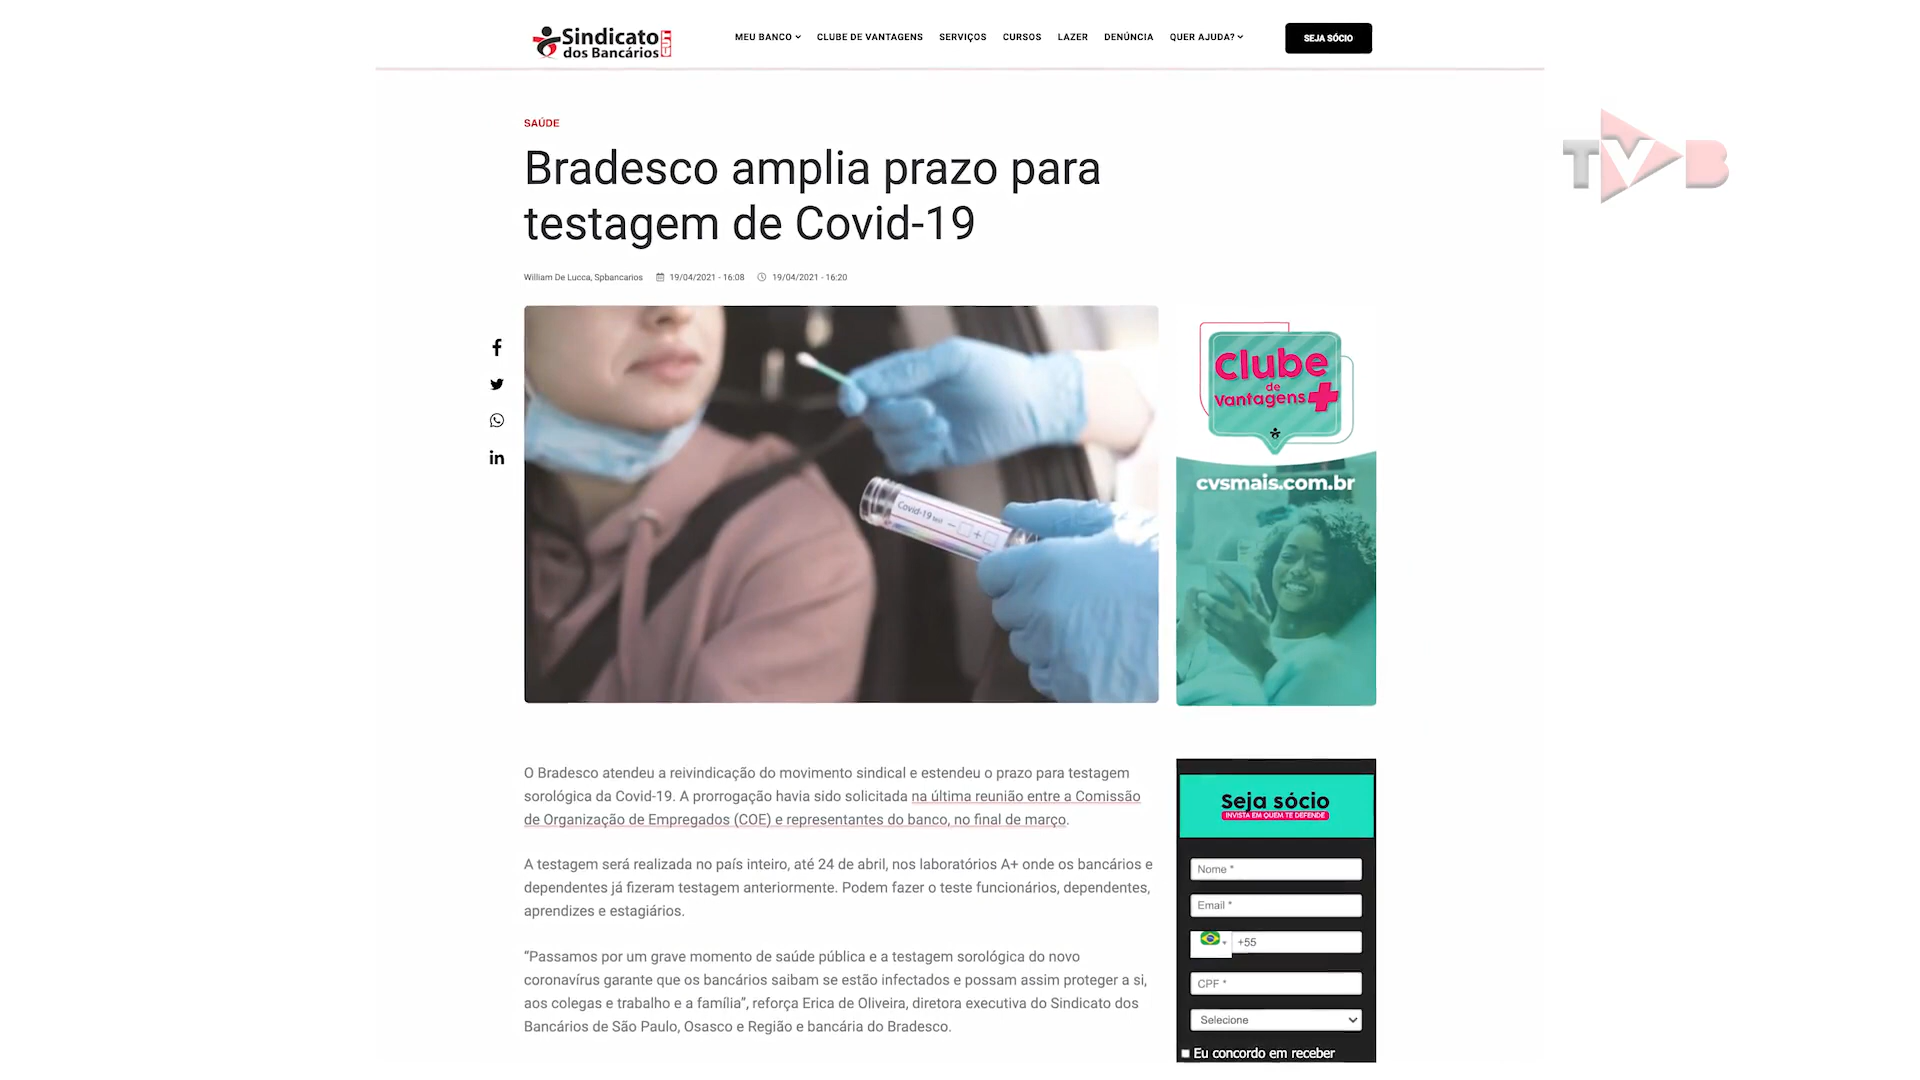 Sindicato
dos Bancários
CUT
MEU BANCO
CLUBE DE VANTAGENS
SERVIÇOS
CURSOS
LAZER
DENÚNCIA
QUER AJUDA?
SEJA SÓCIO
TVB
SAÚDE
Bradesco amplia prazo para
testagem de Covid-19
William De Lucca, Spbancarios
19/04/2021 - 16:08
19/04/2021 - 16:20
Covid-19 test - +
Clube
de
Vantagens+
cvsmais.com.br
O Bradesco atendeu a reivindicação do movimento sindical e estendeu o prazo para testagem
sorológica da Covid-19. A prorrogação havia sido solicitada na última reunião entre a Comissão
de Organização de Empregados (COE) e representantes do banco, no final de março.
A testagem será realizada no país inteiro, até 24 de abril, nos laboratórios A+ onde os bancários e
dependentes já fizeram testagem anteriormente. Podem fazer o teste funcionários, dependentes,
aprendizes e estagiários.
“Passamos por um grave momento de saúde pública e a testagem sorológica do novo
coronavírus garante que os bancários saibam se estão infectados e possam assim proteger a si,
aos colegas e trabalho e a família”, reforça Erica de Oliveira, diretora executiva do Sindicato dos
Bancários de São Paulo, Osasco e Região e bancária do Bradesco.
Seja sócio
INVISTA EM QUEM TE DEFENDE
Nome *
Email *
+55
CPF *
Selecione
Eu concordo em receber